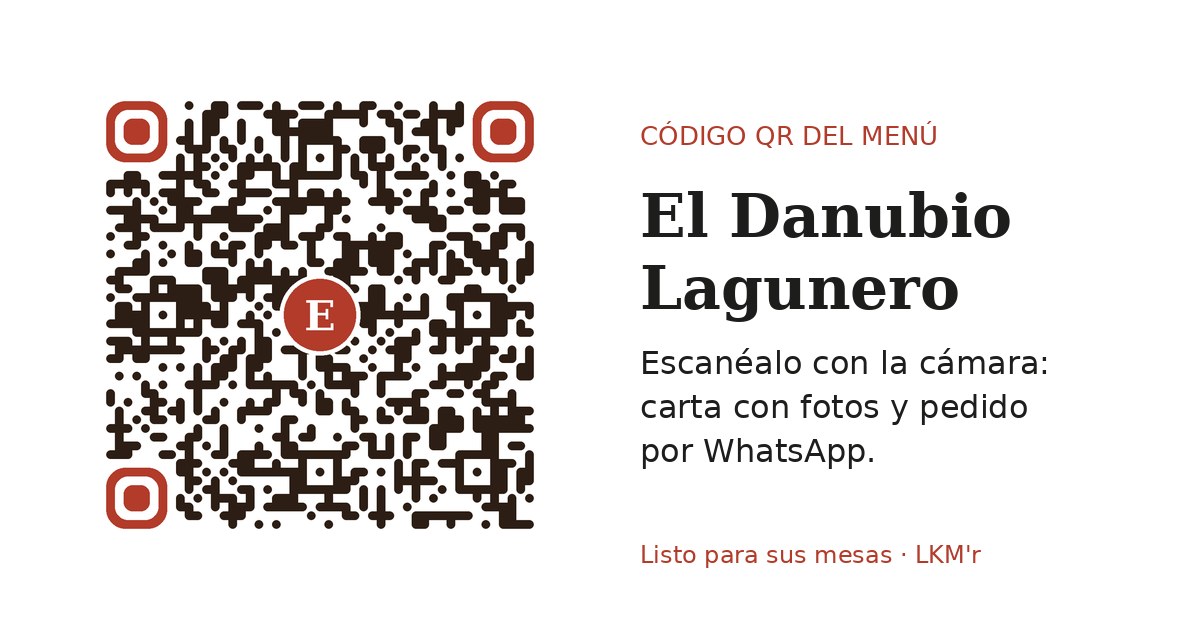 CÓDIGO QR DEL MENÚ
El Danubio
Lagunero
E
Escanéalo con la cámara:
carta con fotos y pedido
por WhatsApp.
Listo para sus mesas · LKM'r